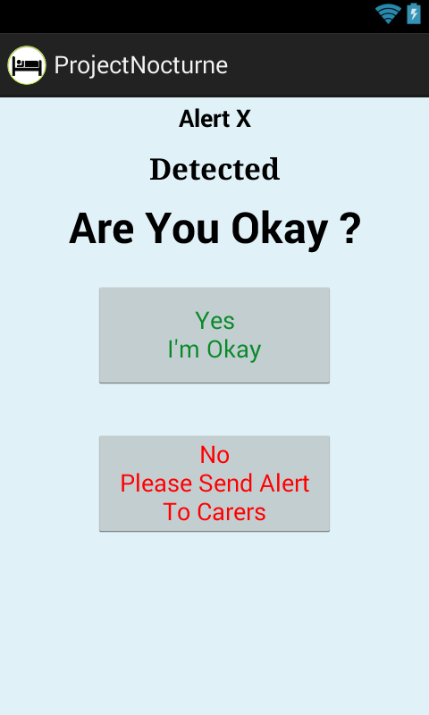 ProjectNocturne
Alert X
Detected
Are You Okay ?
Yes
I'm Okay
No
Please Send Alert
To Carers